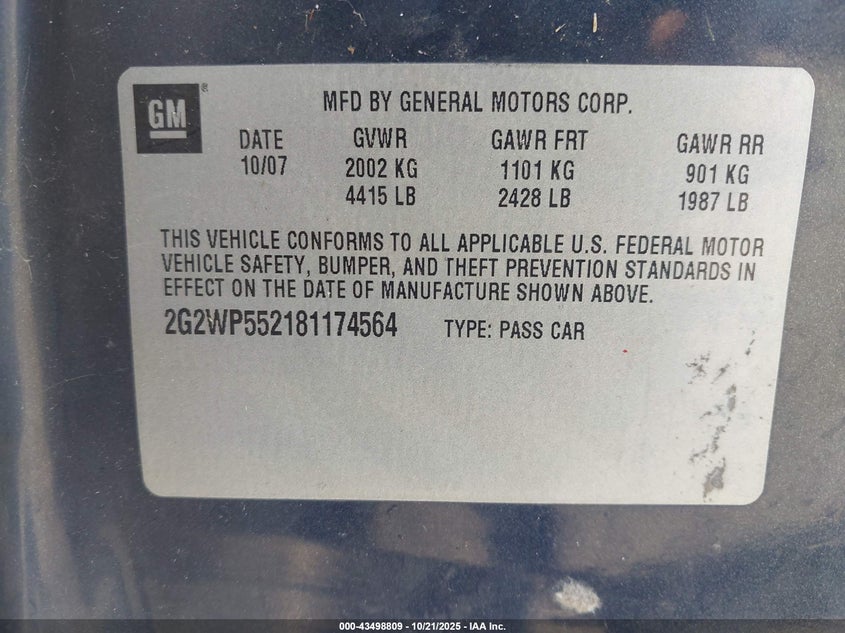 GM
MFD BY GENERAL MOTORS CORP.
DATE GVWR GAWR FRT GAWR RR
10/07 2002 KG 1101 KG 901 KG
4415 LB 2428 LB 1987 LB
THIS VEHICLE CONFORMS TO ALL APPLICABLE U.S. FEDERAL MOTOR
VEHICLE SAFETY, BUMPER, AND THEFT PREVENTION STANDARDS IN
EFFECT ON THE DATE OF MANUFACTURE SHOWN ABOVE.
2G2WP552181174564 TYPE: PASS CAR
000-43498809 - 10/21/2025 - IAA Inc.